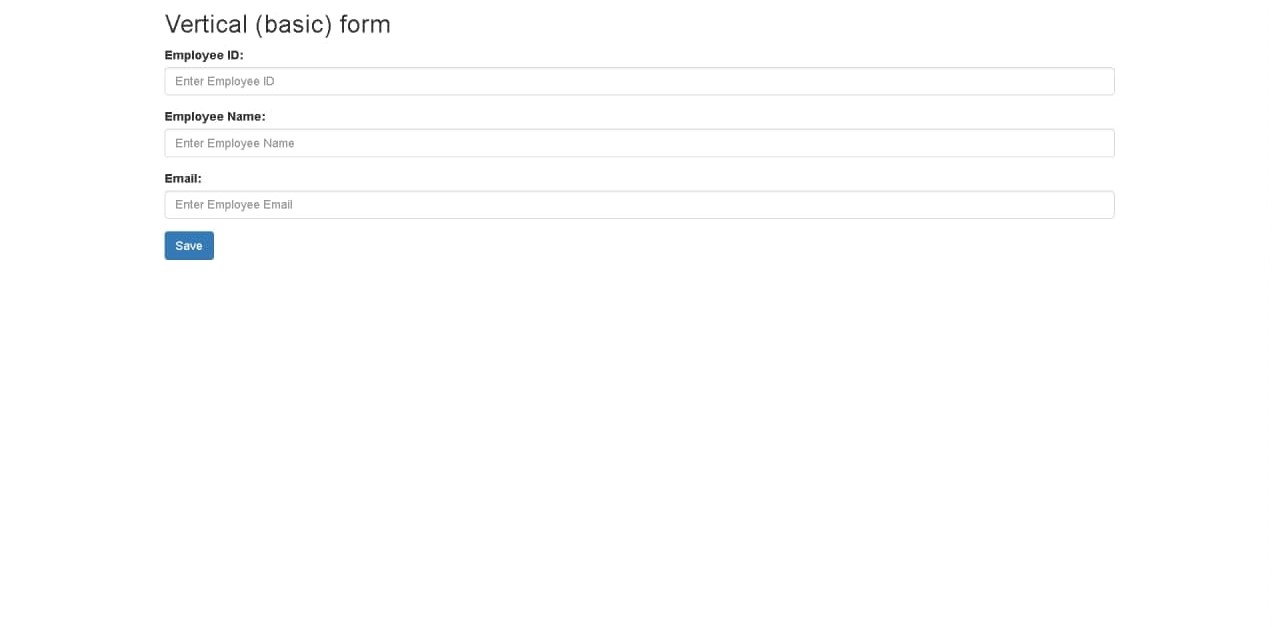 Vertical (basic) form
Employee ID:
Enter Employee ID
Employee Name:
Enter Employee Name
Email:
Enter Employee Email
Save